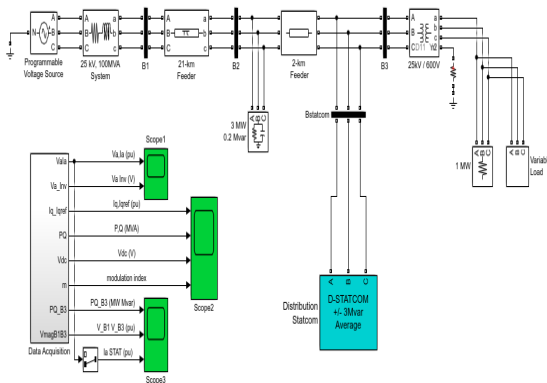 A
B
C
N
A
B
C
a
b
c
A
B
C
a
b
c
A
B
C
a
b
c
A
B
C
a
b
c
n2
Programmable
Voltage Source
25 kV, 100MVA
System
B1
21-km
Feeder
B2
2-km
Feeder
B3
25kV / 600V
A B C
3 MW
0.2 Mvar
Bstatcom
A B C
1 MW
A B C
Variabl
Load
Scope1
VaIa
Va,Ia (pu)
Va_Inv
Va Inv (V)
Iq_Iqref
Iq,Iqref (pu)
PQ
P,Q (MVA)
Vdc
Vdc (V)
m
modulation index
Scope2
PQ_B3
PQ_B3 (MW Mvar)
VmagB1B3
V_B1 V_B3 (pu)
Ia STAT (pu)
Data Acquisition
Scope3
A B C
Distribution
Statcom
D-STATCOM
+/- 3Mvar
Average